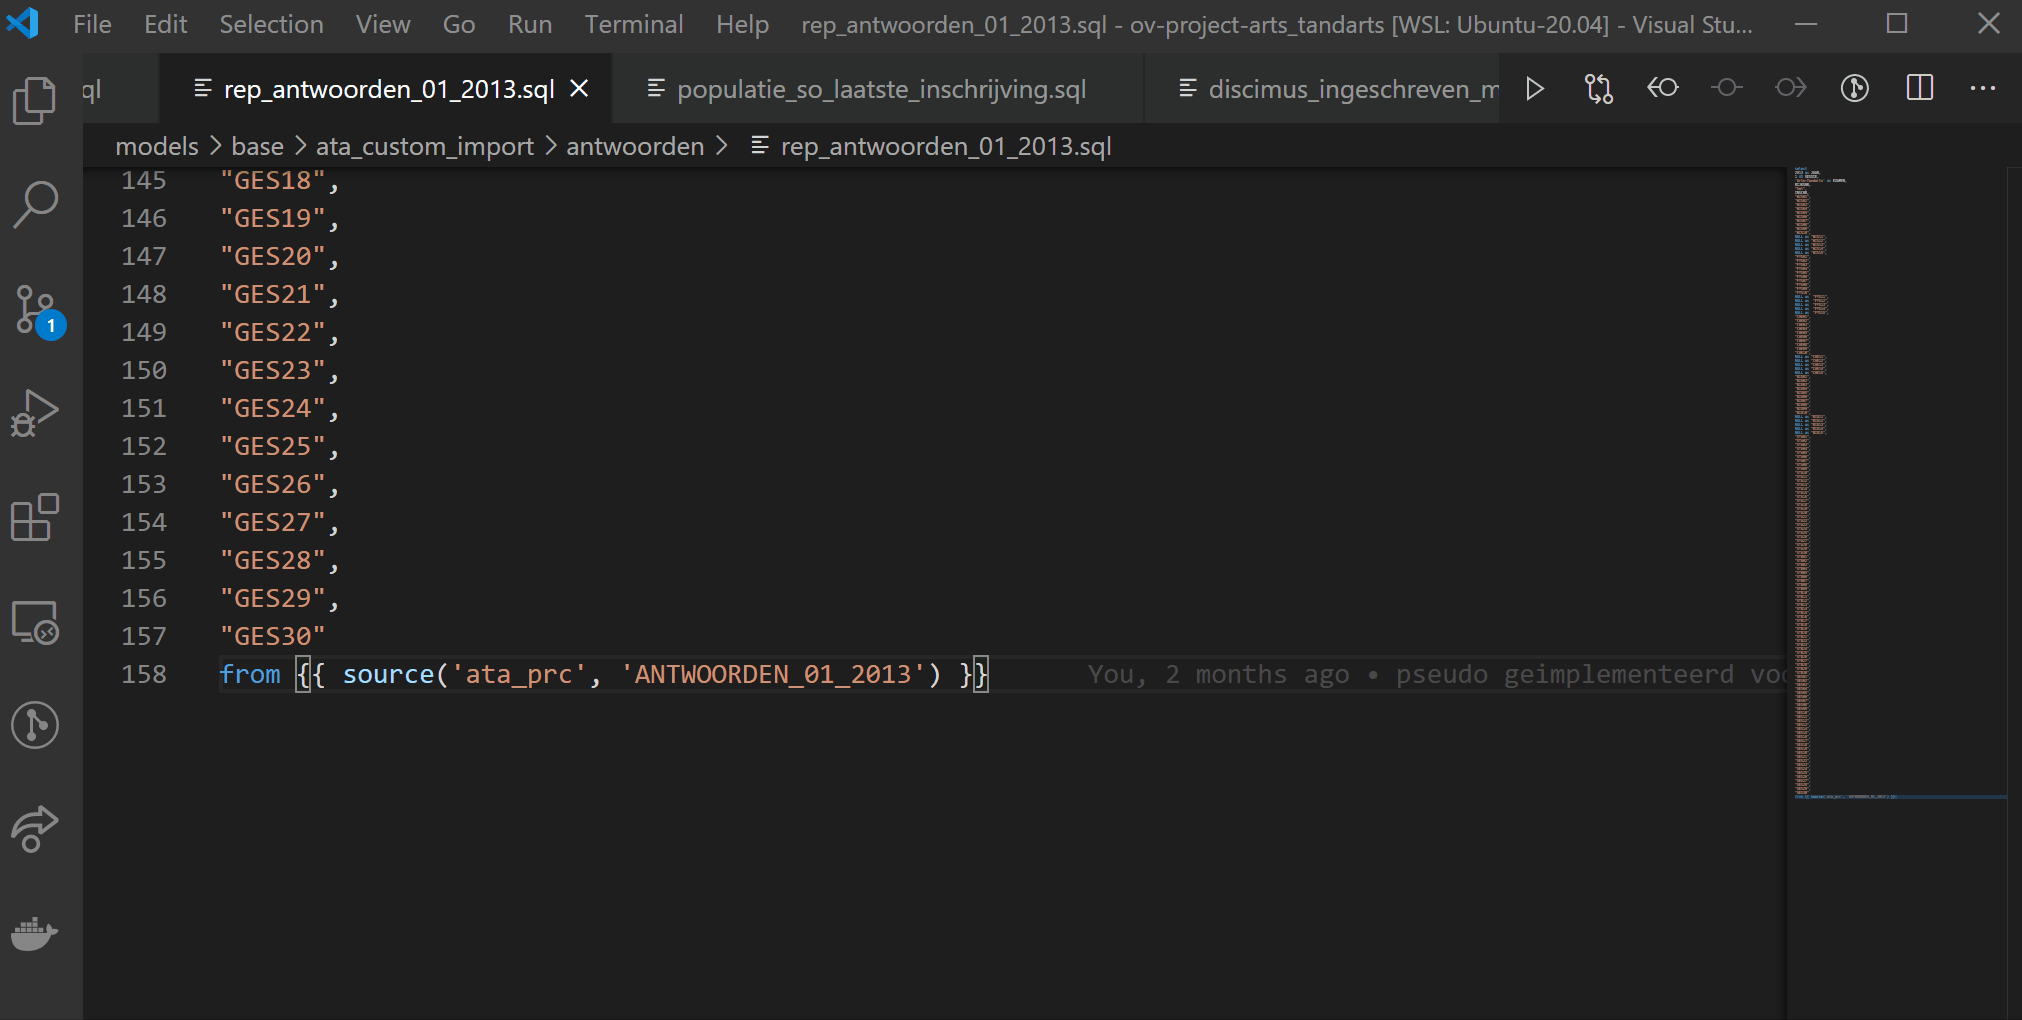 File Edit Selection View Go Run Terminal Help rep_antwoorden_01_2013.sql - ov-project-arts_tandarts [WSL: Ubuntu-20.04] - Visual Stu...
ql rep_antwoorden_01_2013.sql populatie_so_laatste_inschrijving.sql discimus_ingeschreven_m
models > base > ata_custom_import > antwoorden > rep_antwoorden_01_2013.sql
145 "GES18",
146 "GES19",
147 "GES20",
148 "GES21",
149 "GES22",
150 "GES23",
151 "GES24",
152 "GES25",
153 "GES26",
154 "GES27",
155 "GES28",
156 "GES29",
157 "GES30"
158 from {{ source('ata_prc', 'ANTWOORDEN_01_2013') }} You, 2 months ago • pseudo geimplementeerd voo
1